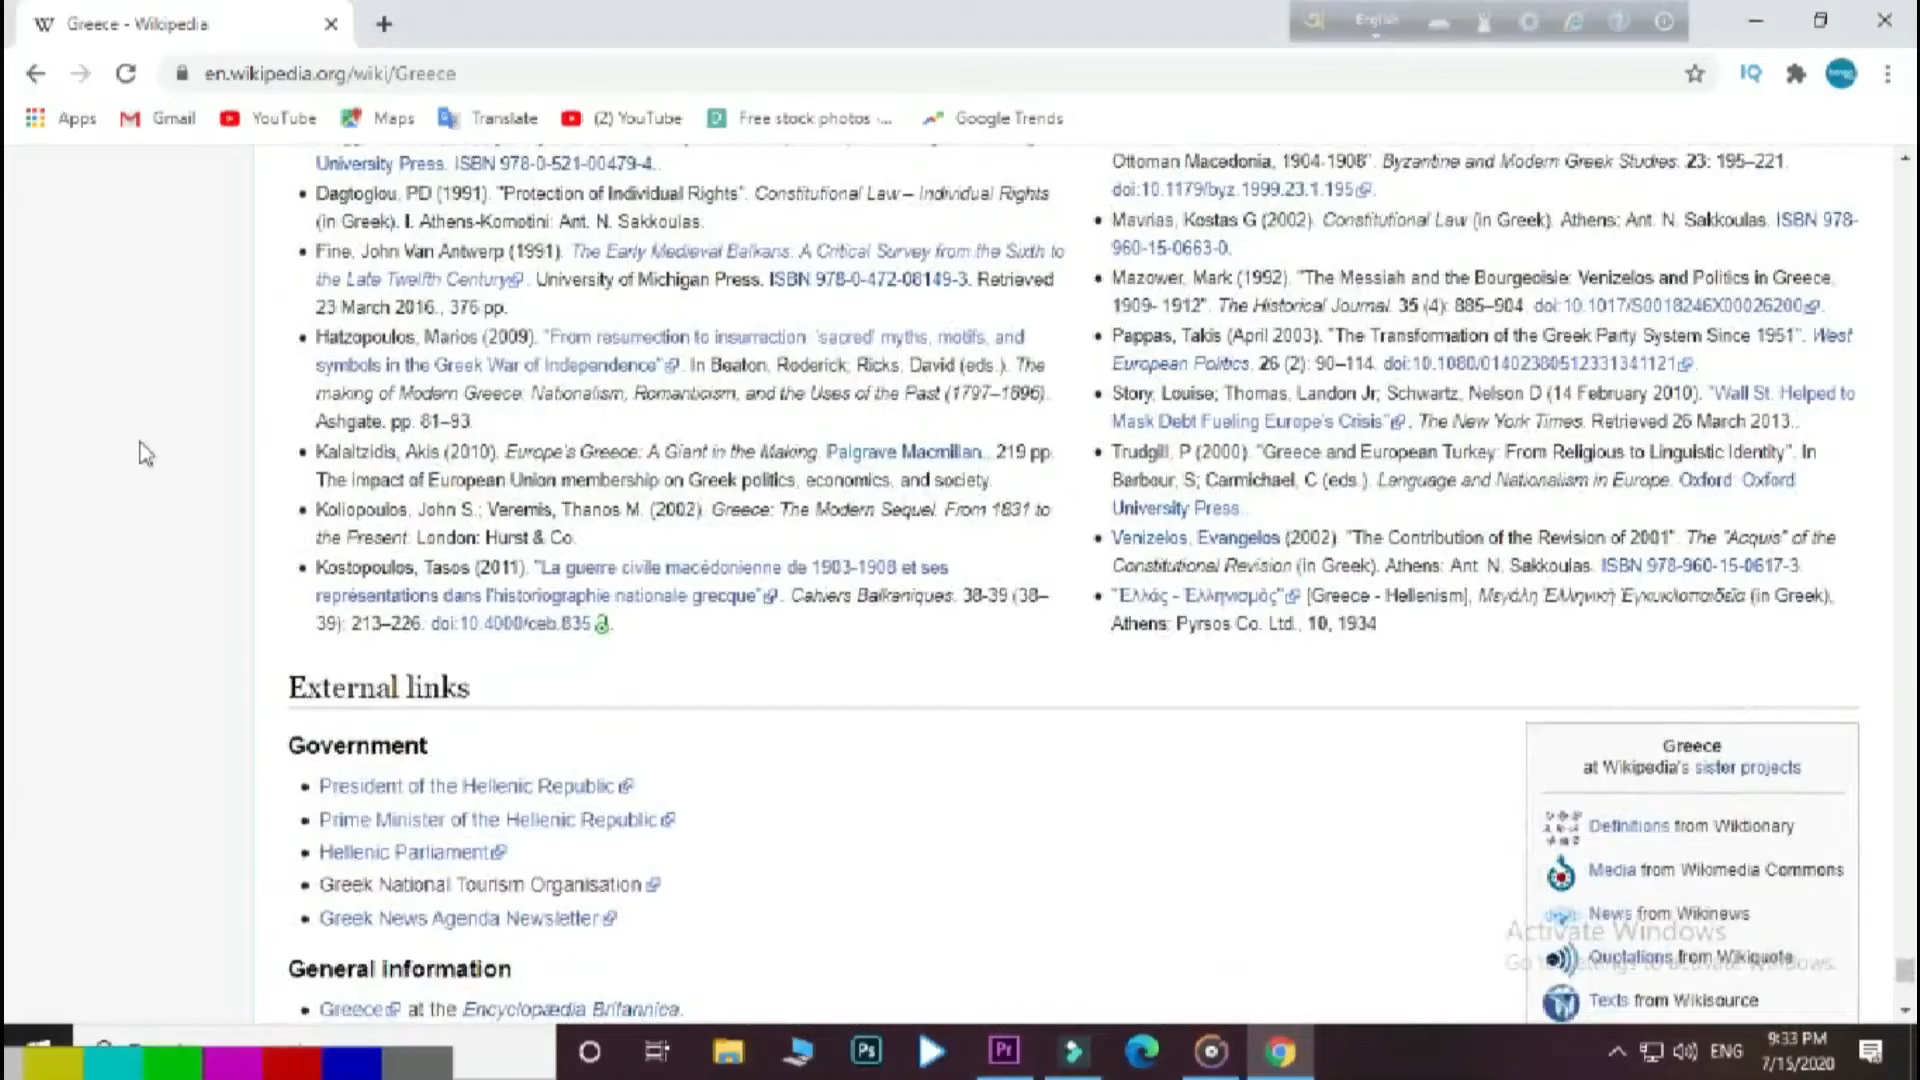 Greece - Wikipedia
English
en.wikipedia.org/wiki/Greece
IQ
Apps
Gmail
YouTube
Maps
Translate
(2) YouTube
Free stock photos -...
Google Trends
University Press. ISBN 978-0-521-00479-4..
Dagtoglou, PD (1991). "Protection of Individual Rights". Constitutional Law – Individual Rights
(in Greek). I. Athens-Komotini: Ant. N. Sakkoulas.
Fine, John Van Antwerp (1991). The Early Medieval Balkans: A Critical Survey from the Sixth to
the Late Twelfth Century. University of Michigan Press. ISBN 978-0-472-08149-3. Retrieved
23 March 2016., 376 pp.
Hatzopoulos, Marios (2009). "From resurrection to insurrection: 'sacred' myths, motifs, and
symbols in the Greek War of Independence". In Beaton, Roderick; Ricks, David (eds.). The
making of Modern Greece: Nationalism, Romanticism, and the Uses of the Past (1797–1896).
Ashgate. pp. 81–93.
Kalaitzidis, Akis (2010). Europe's Greece: A Giant in the Making. Palgrave Macmillan., 219 pp.
The impact of European Union membership on Greek politics, economics, and society.
Koliopoulos, John S.; Veremis, Thanos M. (2002). Greece: The Modern Sequel. From 1831 to
the Present. London: Hurst & Co.
Kostopoulos, Tasos (2011). "La guerre civile macédonienne de 1903-1908 et ses
représentations dans l'historiographie nationale grecque". Cahiers Balkaniques. 38-39 (38–
39): 213–226. doi:10.4000/ceb.835.
Ottoman Macedonia, 1904-1908". Byzantine and Modern Greek Studies. 23: 195–221.
doi:10.1179/byz.1999.23.1.195.
Mavrias, Kostas G (2002). Constitutional Law (in Greek). Athens: Ant. N. Sakkoulas. ISBN 978-
960-15-0663-0.
Mazower, Mark (1992). "The Messiah and the Bourgeoisie: Venizelos and Politics in Greece,
1909- 1912". The Historical Journal. 35 (4): 885–904. doi:10.1017/S0018246X00026200.
Pappas, Takis (April 2003). "The Transformation of the Greek Party System Since 1951". West
European Politics. 26 (2): 90–114. doi:10.1080/01402380512331341121.
Story, Louise; Thomas, Landon Jr; Schwartz, Nelson D (14 February 2010). "Wall St. Helped to
Mask Debt Fueling Europe's Crisis". The New York Times. Retrieved 26 March 2013..
Trudgill, P (2000). "Greece and European Turkey: From Religious to Linguistic Identity". In
Barbour, S; Carmichael, C (eds.). Language and Nationalism in Europe. Oxford: Oxford
University Press..
Venizelos, Evangelos (2002). "The Contribution of the Revision of 2001". The "Acquis" of the
Constitutional Revision (in Greek). Athens: Ant. N. Sakkoulas. ISBN 978-960-15-0617-3.
"Ἑλλάς - Ἑλληνισμός" [Greece - Hellenism], Μεγάλη Ἑλληνικὴ Ἐγκυκλοπαιδεῖα (in Greek),
Athens: Pyrsos Co. Ltd., 10, 1934
External links
Government
President of the Hellenic Republic
Prime Minister of the Hellenic Republic
Hellenic Parliament
Greek National Tourism Organisation
Greek News Agenda Newsletter
General information
Greece at the Encyclopædia Britannica.
Greece
at Wikipedia's sister projects
Definitions from Wiktionary
Media from Wikimedia Commons
News from Wikinews
Quotations from Wikiquote
Texts from Wikisource
Activate Windows
Go to Settings to activate Windows.
Ps
Pr
ENG
9:33 PM
7/15/2020